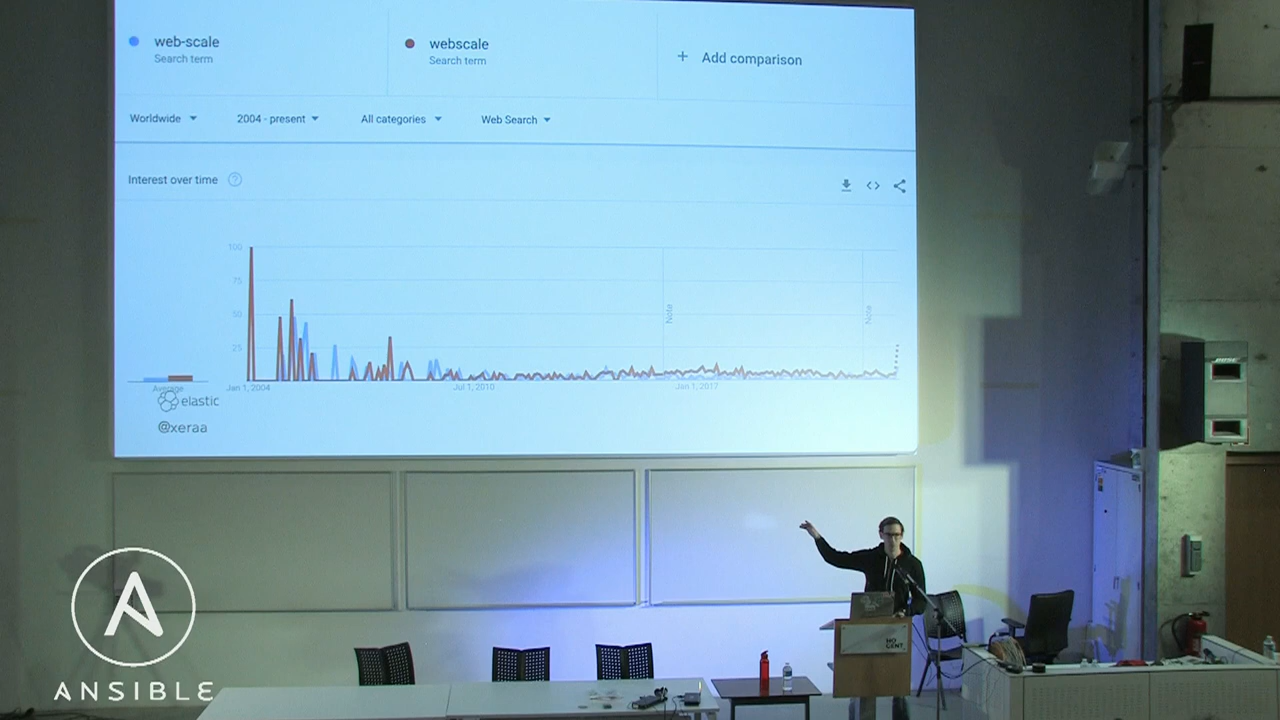 web-scale
Search term
webscale
Search term
+ Add comparison
Worldwide
2004 - present
All categories
Web Search
Interest over time ?
100
75
50
25
Note
Note
Average
Jan 1, 2004
Jul 1, 2010
Jan 1, 2017
elastic
@xeraa
HO
GENT
BOSE
ANSIBLE